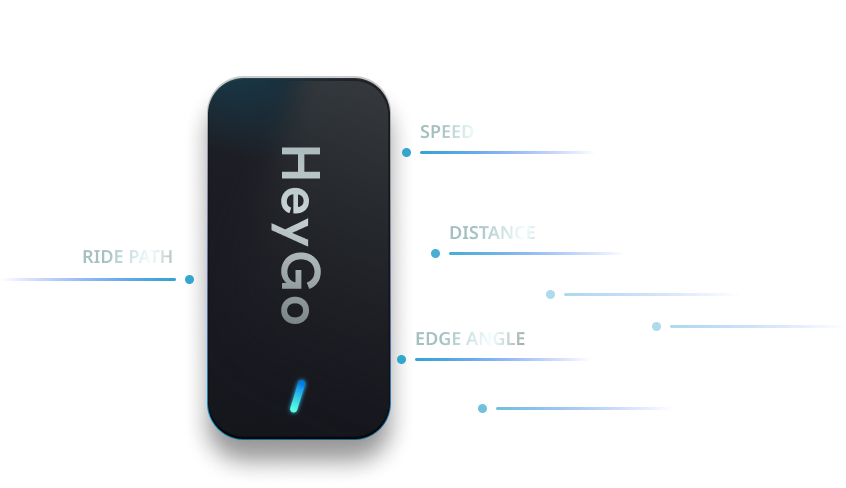 SPEED
DISTANCE
RIDE PATH
HeyGo
EDGE ANGLE